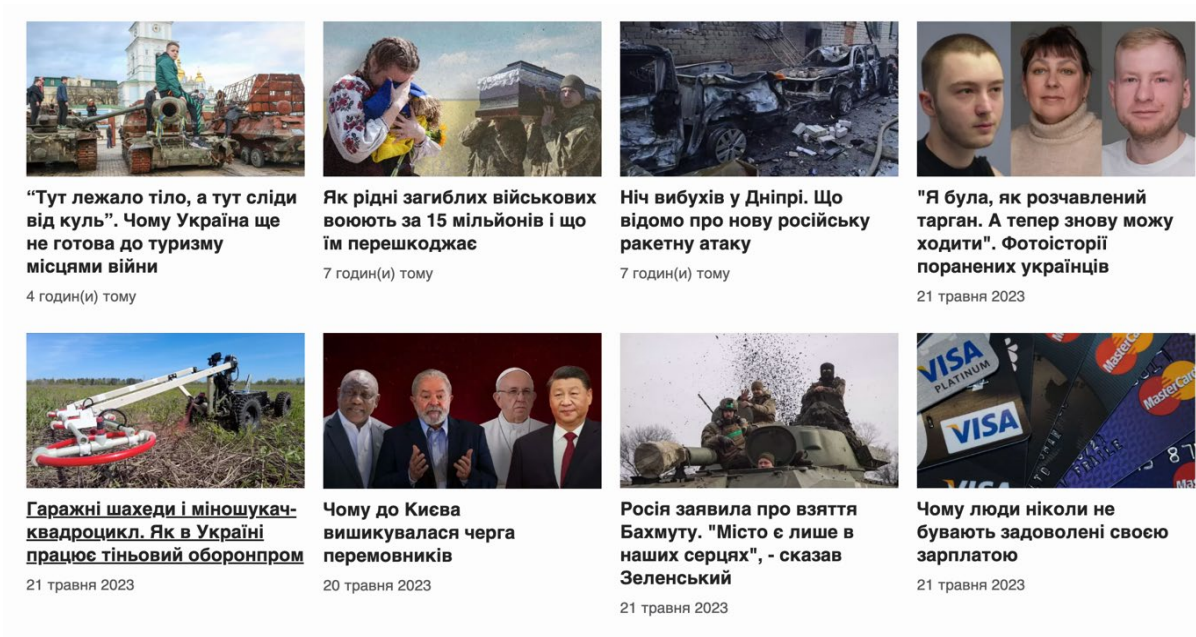 “Тут лежало тіло, а тут сліди
від куль”. Чому Україна ще
не готова до туризму
місцями війни
4 годин(и) тому
Як рідні загиблих військових
воюють за 15 мільйонів і що
їм перешкоджає
7 годин(и) тому
Ніч вибухів у Дніпрі. Що
відомо про нову російську
ракетну атаку
7 годин(и) тому
"Я була, як розчавлений
тарган. А тепер знову можу
ходити". Фотоісторії
поранених українців
21 травня 2023
Гаражні шахеди і міношукач-
квадроцикл. Як в Україні
працює тіньовий оборонпром
21 травня 2023
Чому до Києва
вишикувалася черга
перемовників
20 травня 2023
Росія заявила про взяття
Бахмуту. "Місто є лише в
наших серцях", - сказав
Зеленський
21 травня 2023
VISA
PLATINUM
VISA
MasterCard
MasterCard
Чому люди ніколи не
бувають задоволені своєю
зарплатою
21 травня 2023